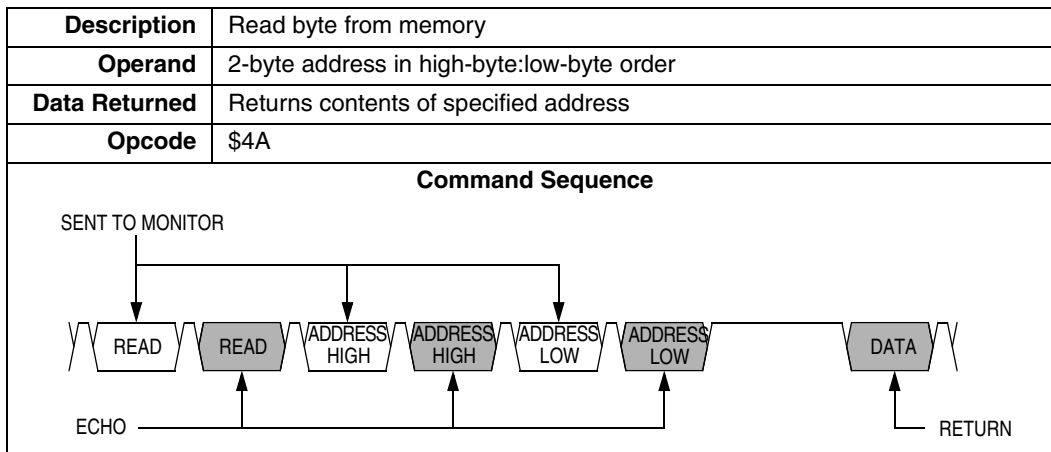 Description Read byte from memory
Operand 2-byte address in high-byte:low-byte order
Data Returned Returns contents of specified address
Opcode $4A
Command Sequence
SENT TO MONITOR
READ READ ADDRESS HIGH ADDRESS HIGH ADDRESS LOW ADDRESS LOW DATA
ECHO RETURN